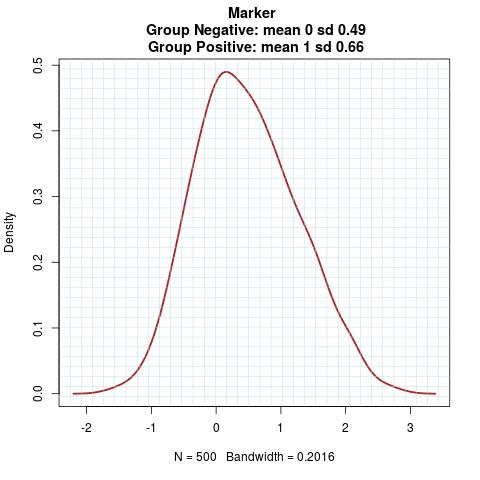 Marker
Group Negative: mean 0 sd 0.49
Group Positive: mean 1 sd 0.66
Density
0.5
0.4
0.3
0.2
0.1
0.0
-2 -1 0 1 2 3
N = 500 Bandwidth = 0.2016